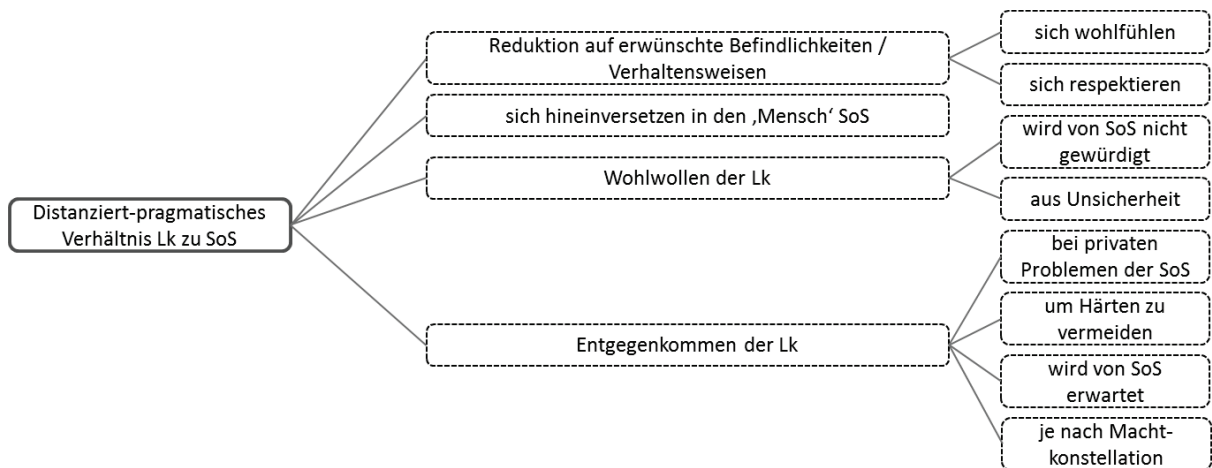 Distanziert-pragmatisches
Verhältnis Lk zu SoS
Reduktion auf erwünschte Befindlichkeiten /
Verhaltensweisen
sich wohlfühlen
sich respektieren
sich hineinversetzen in den ‚Mensch‘ SoS
Wohlwollen der Lk
wird von SoS nicht
gewürdigt
aus Unsicherheit
Entgegenkommen der Lk
bei privaten
Problemen der SoS
um Härten zu
vermeiden
wird von SoS
erwartet
je nach Macht-
konstellation